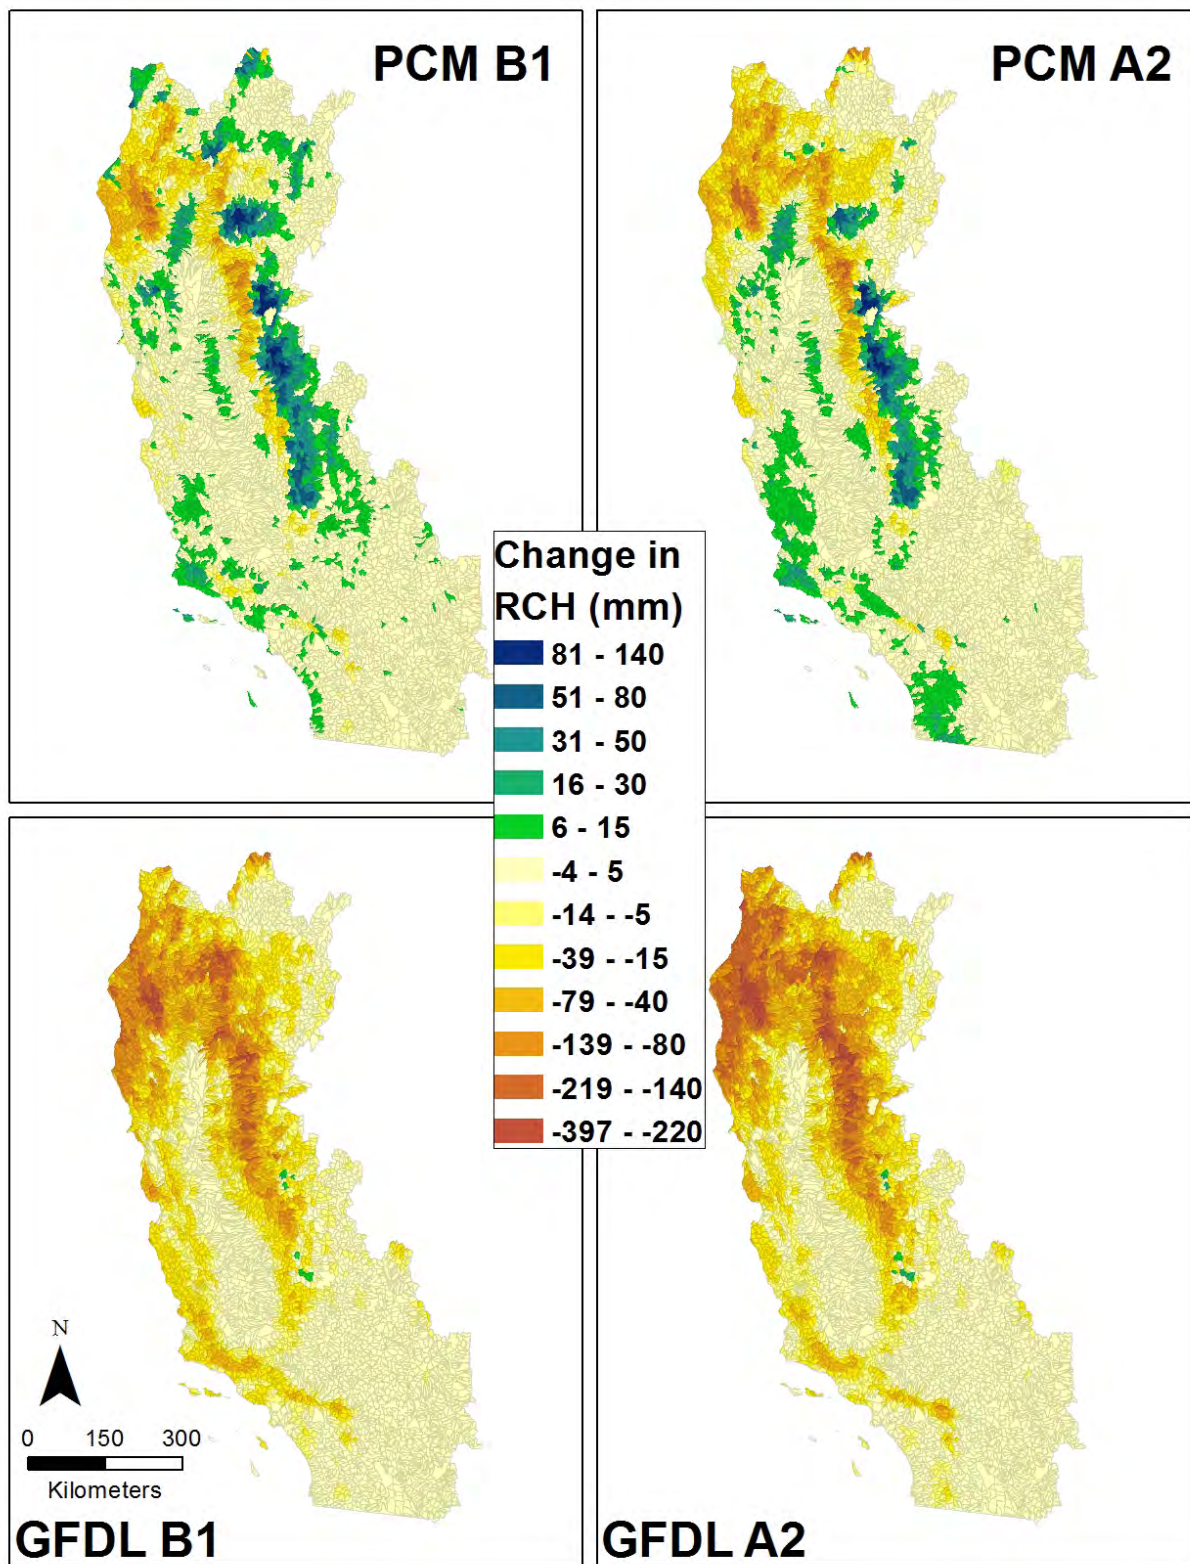 PCM B1
PCM A2
Change in
RCH (mm)
81 - 140
51 - 80
31 - 50
16 - 30
6 - 15
-4 - 5
-14 - -5
-39 - -15
-79 - -40
-139 - -80
-219 - -140
-397 - -220
N
0 150 300
Kilometers
GFDL B1
GFDL A2